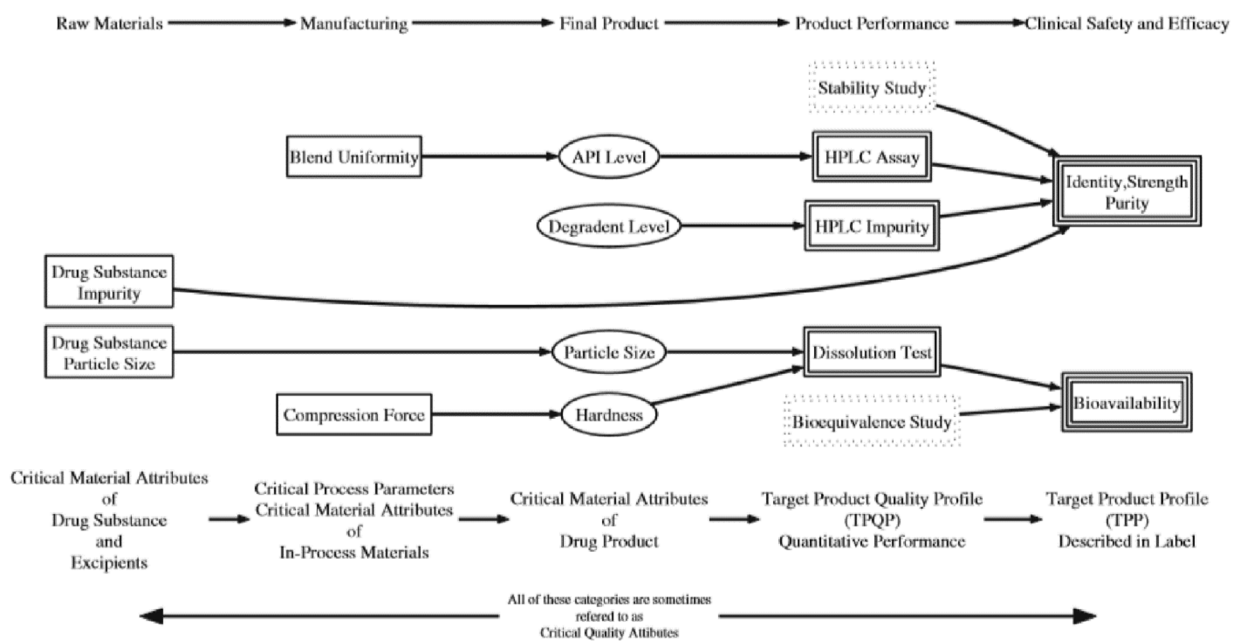 Raw Materials
Manufacturing
Final Product
Product Performance
Clinical Safety and Efficacy
Stability Study
Blend Uniformity
API Level
HPLC Assay
Identity,Strength
Purity
Degradent Level
HPLC Impurity
Drug Substance
Impurity
Drug Substance
Particle Size
Particle Size
Dissolution Test
Compression Force
Hardness
Bioequivalence Study
Bioavailability
Critical Material Attributes
of
Drug Substance
and
Excipients
Critical Process Parameters
Critical Material Attributes
of
In-Process Materials
Critical Material Attributes
of
Drug Product
Target Product Quality Profile
(TPQP)
Quantitative Performance
Target Product Profile
(TPP)
Described in Label
All of these categories are sometimes
refered to as
Critical Quality Attibutes